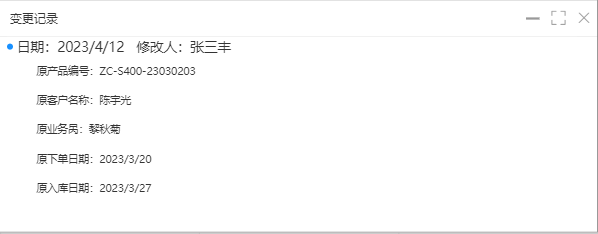 变更记录
日期：2023/4/12 修改人：张三丰
原产品编号：ZC-S400-23030203
原客户名称：陈宇光
原业务员：黎秋菊
原下单日期：2023/3/20
原入库日期：2023/3/27